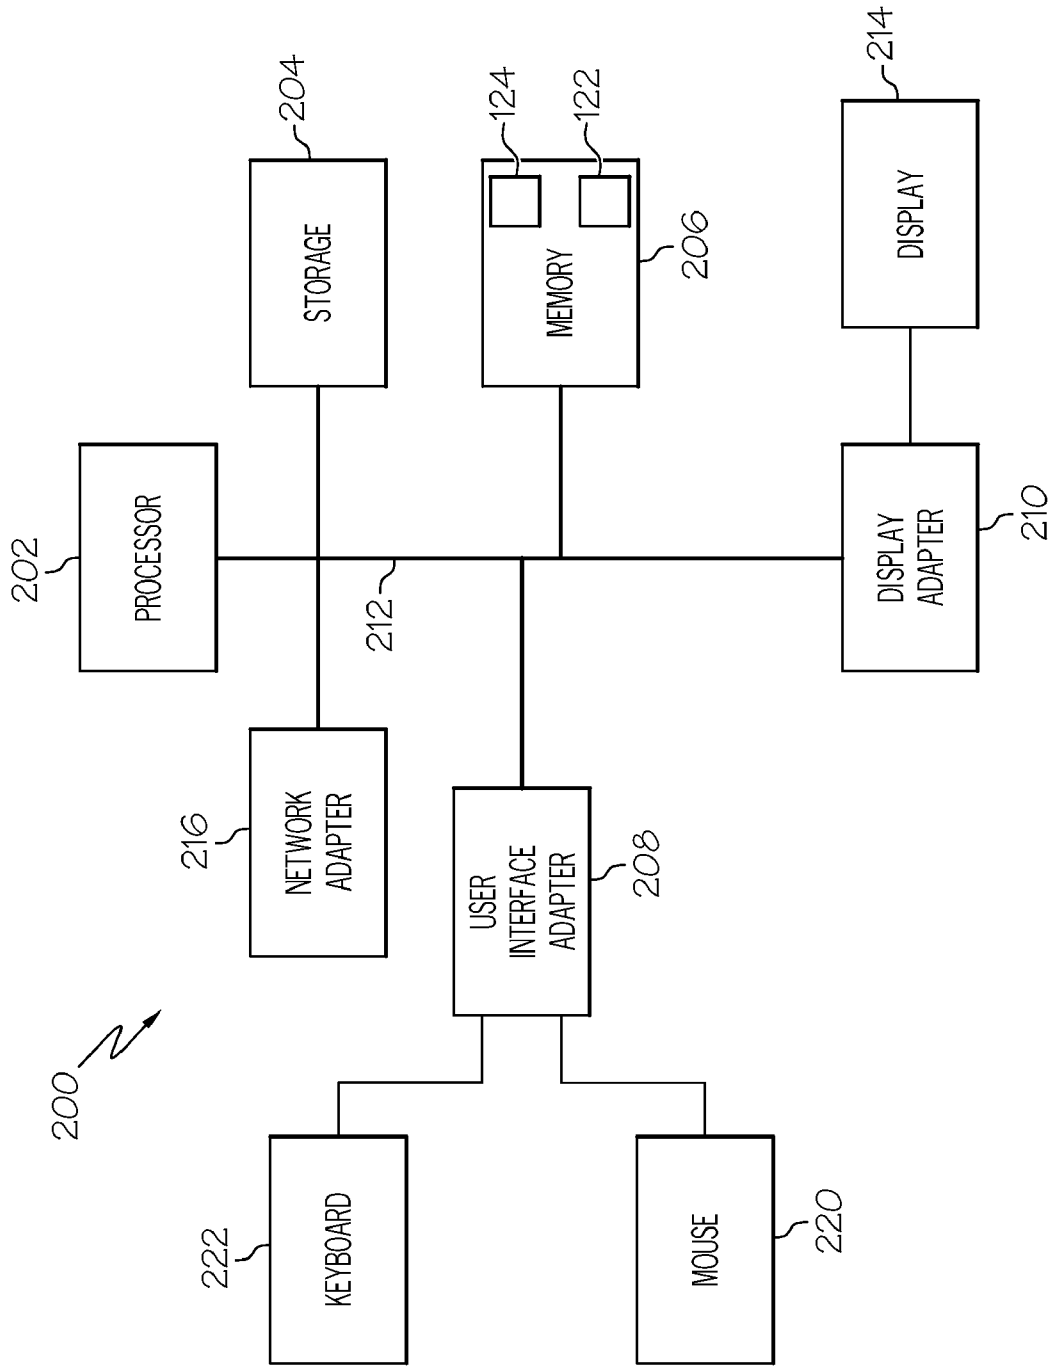 200
222
KEYBOARD
MOUSE
220
216
NETWORK
ADAPTER
USER
INTERFACE
ADAPTER
208
202
PROCESSOR
212
DISPLAY
ADAPTER
210
STORAGE
204
MEMORY
206
124
122
DISPLAY
214